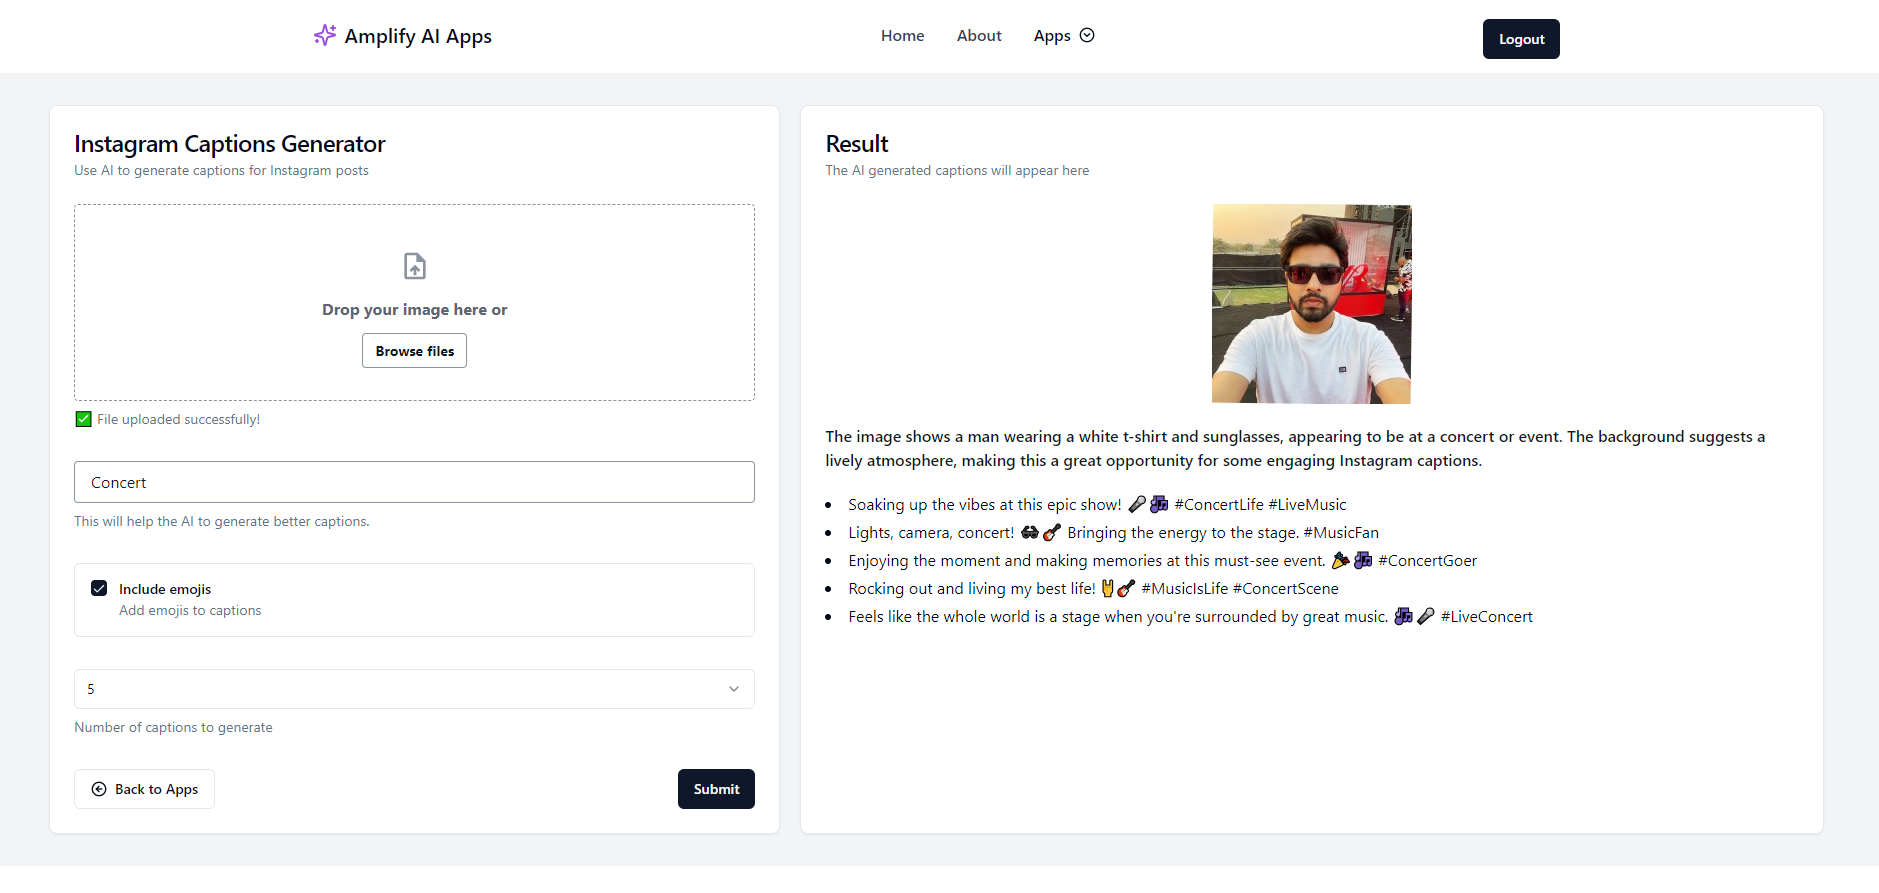 Amplify AI Apps
Home
About
Apps
Logout
Instagram Captions Generator
Use AI to generate captions for Instagram posts
Drop your image here or
Browse files
✅ File uploaded successfully!
Concert
This will help the AI to generate better captions.
Include emojis
Add emojis to captions
5
Number of captions to generate
Back to Apps
Submit
Result
The AI generated captions will appear here
The image shows a man wearing a white t-shirt and sunglasses, appearing to be at a concert or event. The background suggests a
lively atmosphere, making this a great opportunity for some engaging Instagram captions.
• Soaking up the vibes at this epic show! 🎤🎶 #ConcertLife #LiveMusic
• Lights, camera, concert! 🕶️🎸 Bringing the energy to the stage. #MusicFan
• Enjoying the moment and making memories at this must-see event. 🎉🎶 #ConcertGoer
• Rocking out and living my best life! 🤘🎸 #MusicIsLife #ConcertScene
• Feels like the whole world is a stage when you're surrounded by great music. 🎶🎤 #LiveConcert